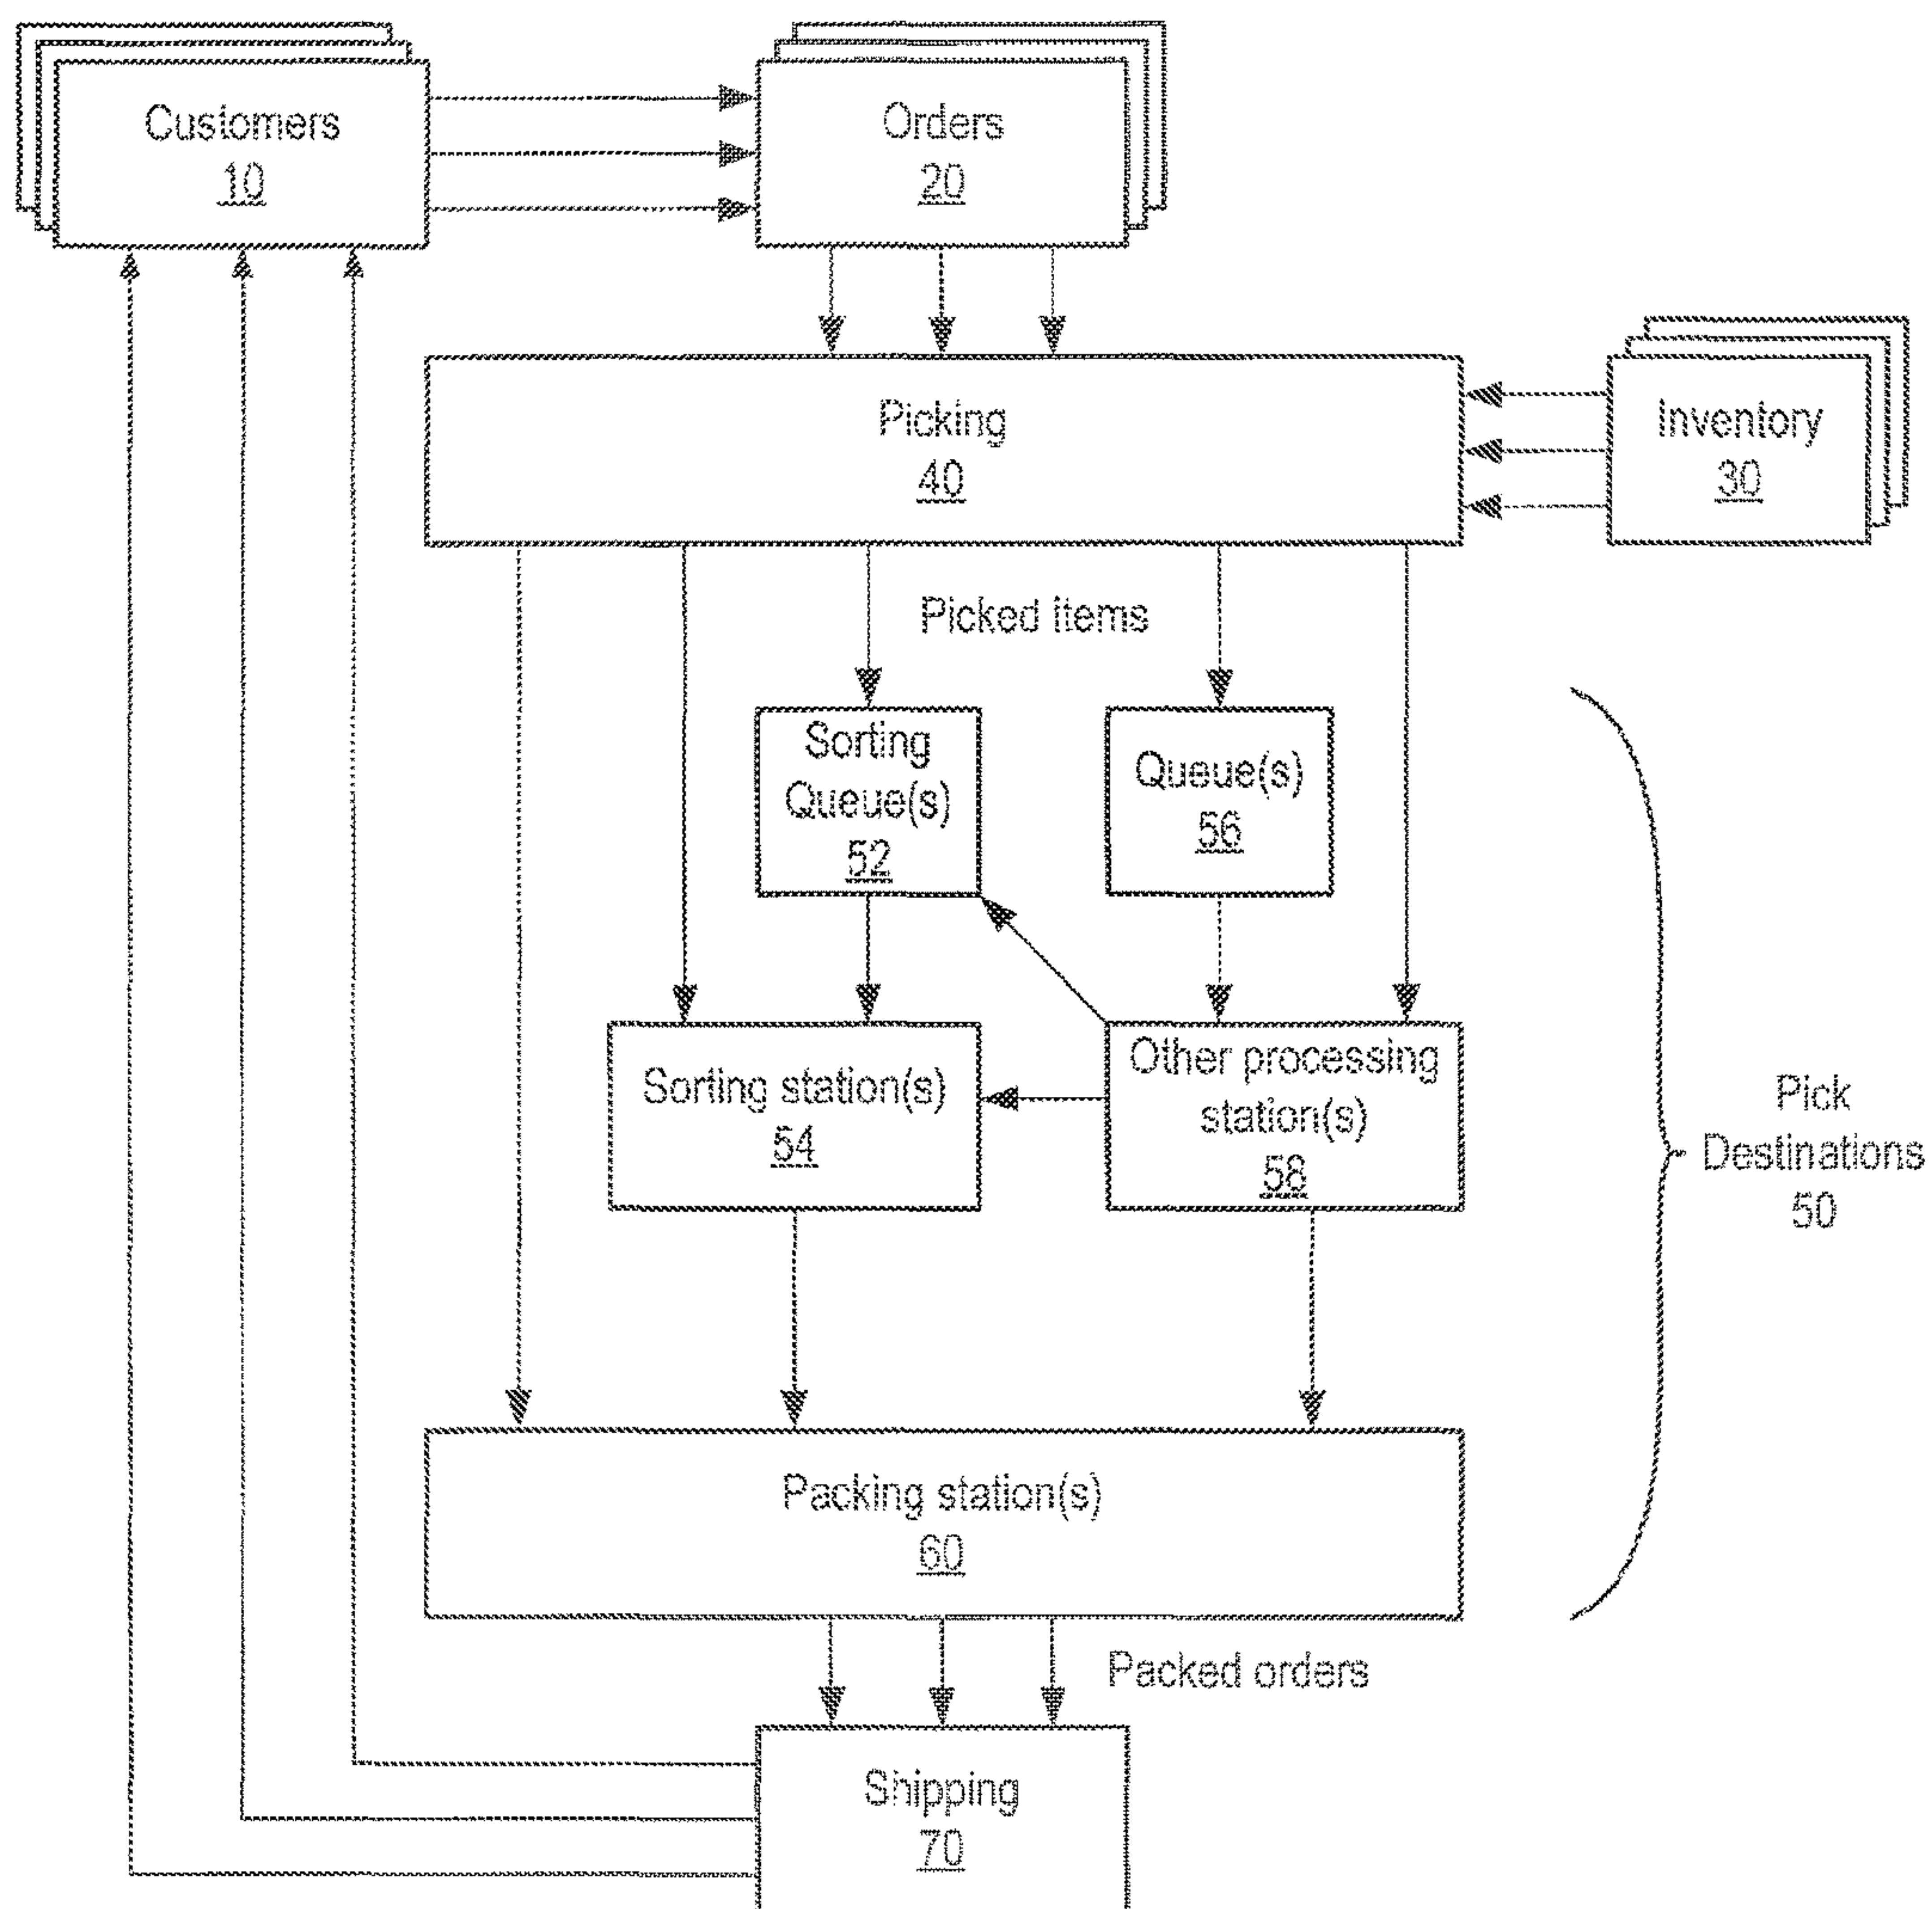 Customers
10
Orders
20
Picking
40
Inventory
30
Picked items
Sorting
Queue(s)
52
Queue(s)
56
Sorting station(s)
54
Other processing
station(s)
58
Pick
Destinations
50
Packing station(s)
60
Packed orders
Shipping
70